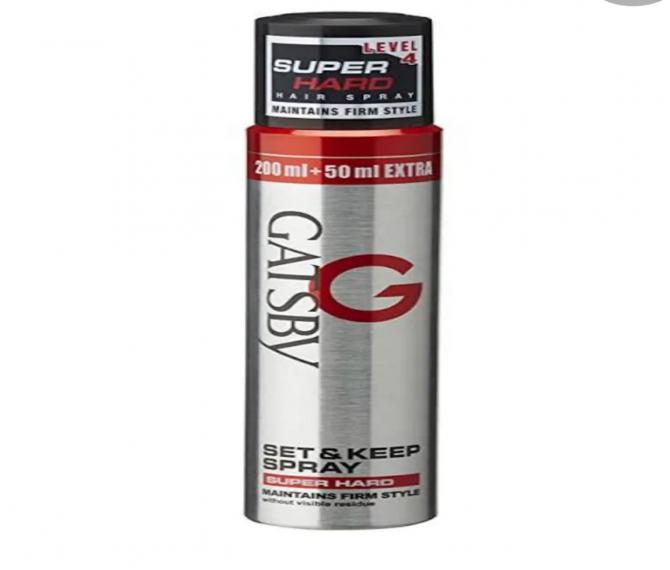 LEVEL
4
SUPER
HARD
HAIR SPRAY
MAINTAINS FIRM STYLE
200 ml + 50 ml EXTRA
GATSBY
G
SET & KEEP
SPRAY
SUPER HARD
MAINTAINS FIRM STYLE
without visible residue